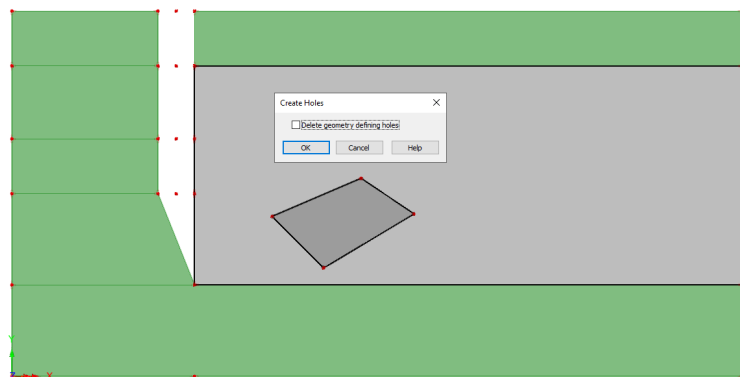 Create Holes
Delete geometry defining holes
OK Cancel Help
Y
Z X